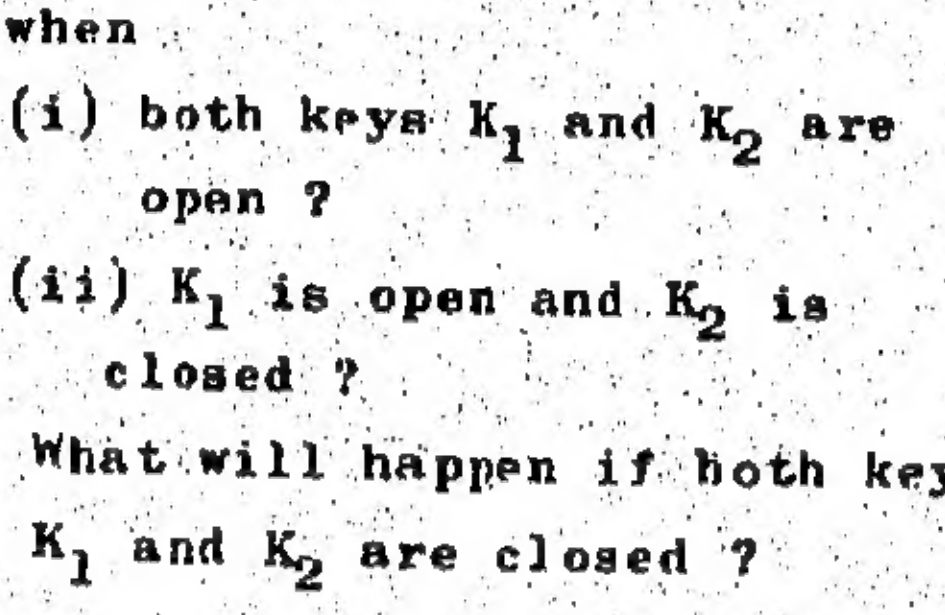 when
(i) both keys K₁ and K₂ are
open ?
(ii) K₁ is open and K₂ is
closed ?
What will happen if both key
K₁ and K₂ are closed ?